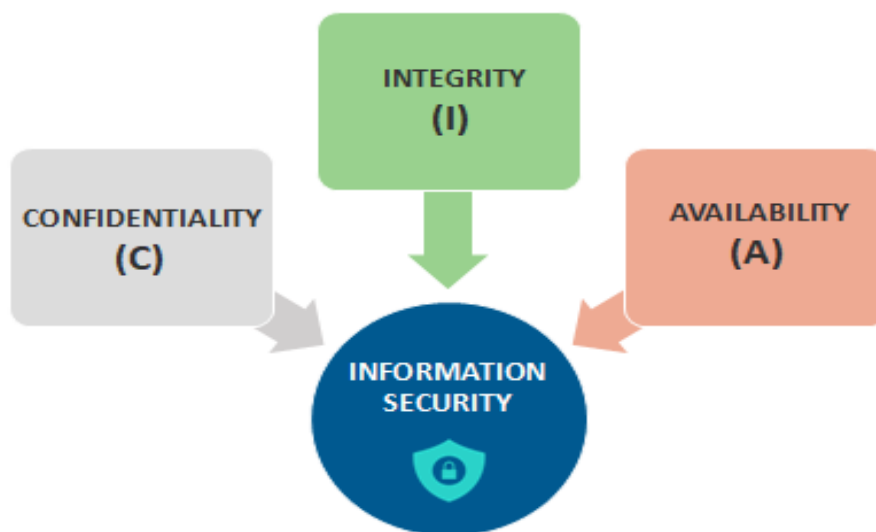 INTEGRITY
(I)
CONFIDENTIALITY
(C)
AVAILABILITY
(A)
INFORMATION
SECURITY